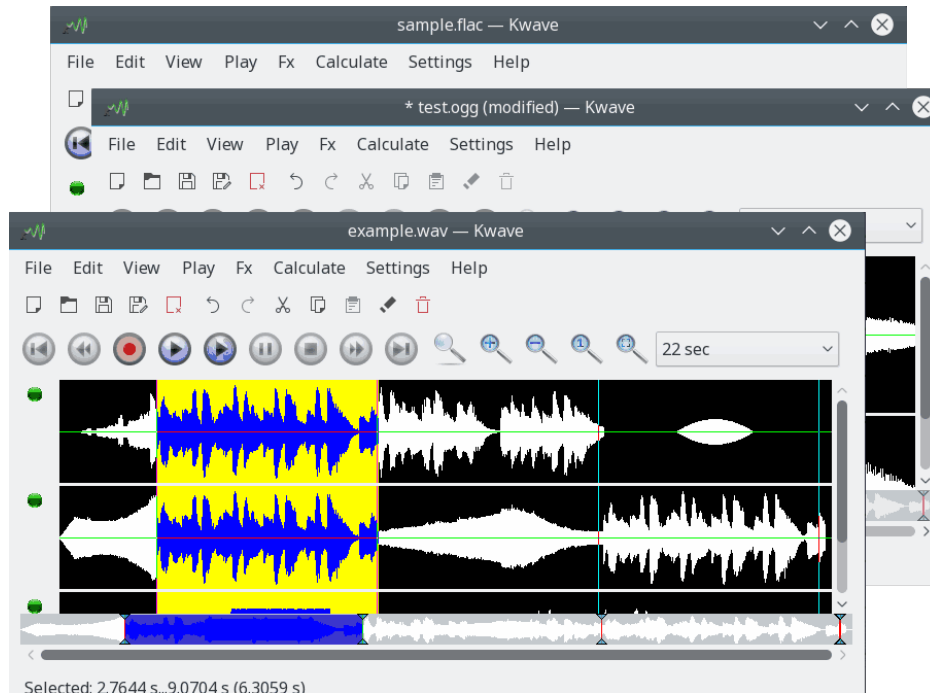 sample.flac — Kwave
File Edit View Play Fx Calculate Settings Help
* test.ogg (modified) — Kwave
File Edit View Play Fx Calculate Settings Help
example.wav — Kwave
File Edit View Play Fx Calculate Settings Help
22 sec
Selected: 2.7644 s...9.0704 s (6.3059 s)